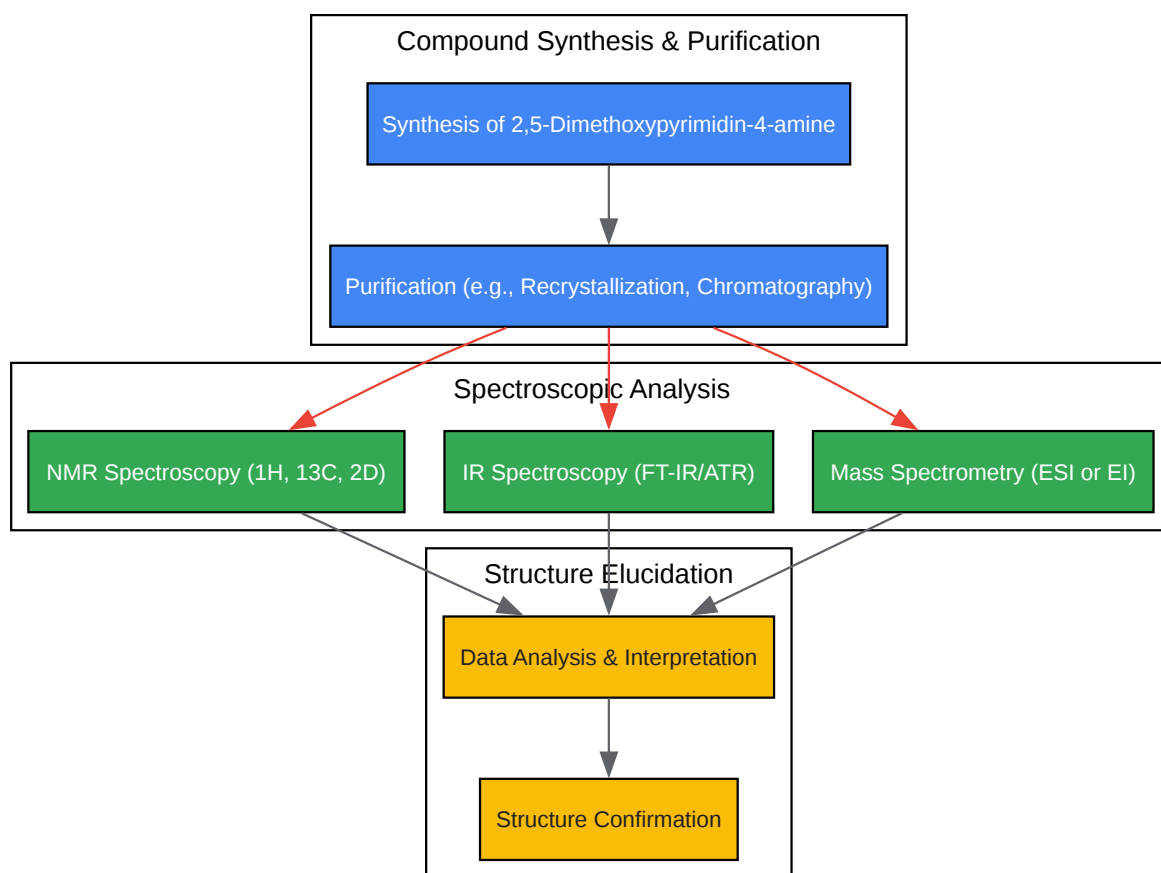 Compound Synthesis & Purification
Synthesis of 2,5-Dimethoxypyrimidin-4-amine
Purification (e.g., Recrystallization, Chromatography)
Spectroscopic Analysis
NMR Spectroscopy (1H, 13C, 2D)
IR Spectroscopy (FT-IR/ATR)
Mass Spectrometry (ESI or EI)
Structure Elucidation
Data Analysis & Interpretation
Structure Confirmation